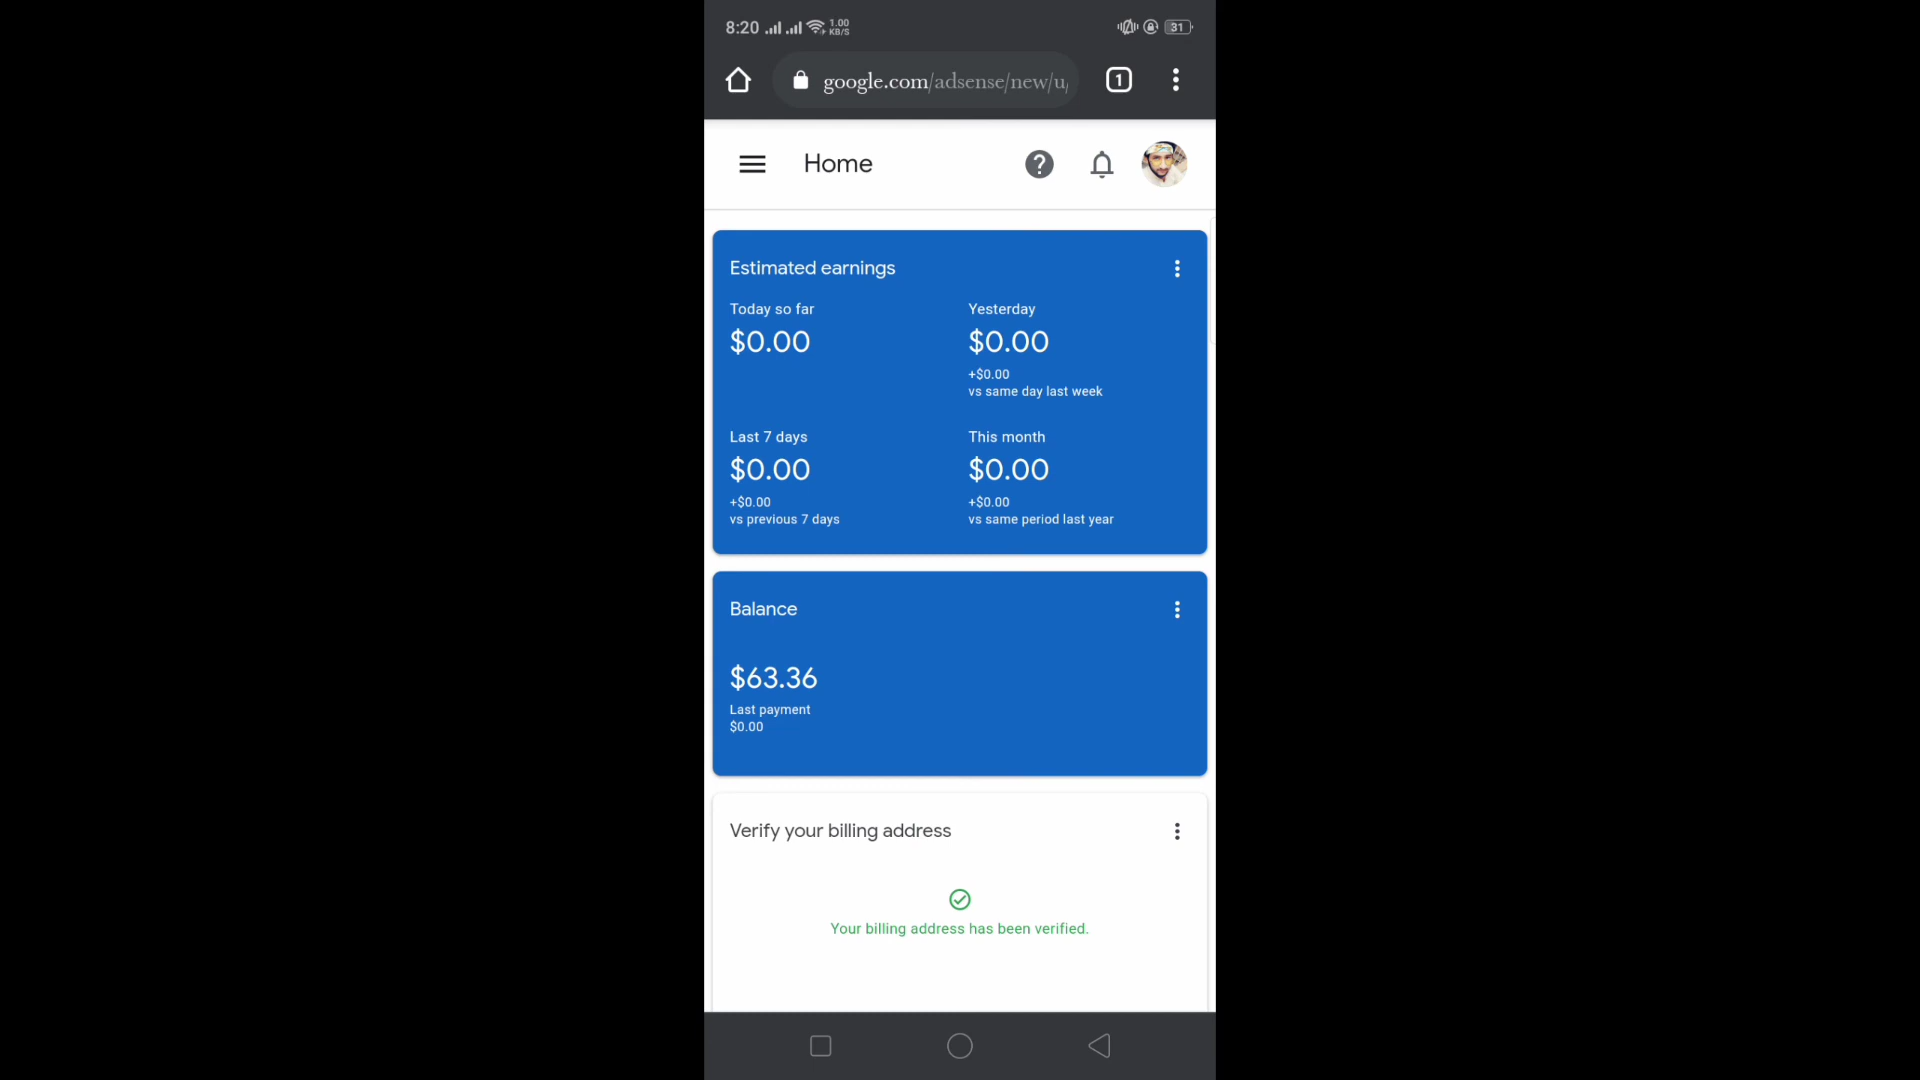 8:20 1.00 KB/S 31
google.com/adsense/new/u/ 1
Home
Estimated earnings
Today so far Yesterday
$0.00 $0.00
+$0.00
vs same day last week
Last 7 days This month
$0.00 $0.00
+$0.00 +$0.00
vs previous 7 days vs same period last year
Balance
$63.36
Last payment
$0.00
Verify your billing address
Your billing address has been verified.